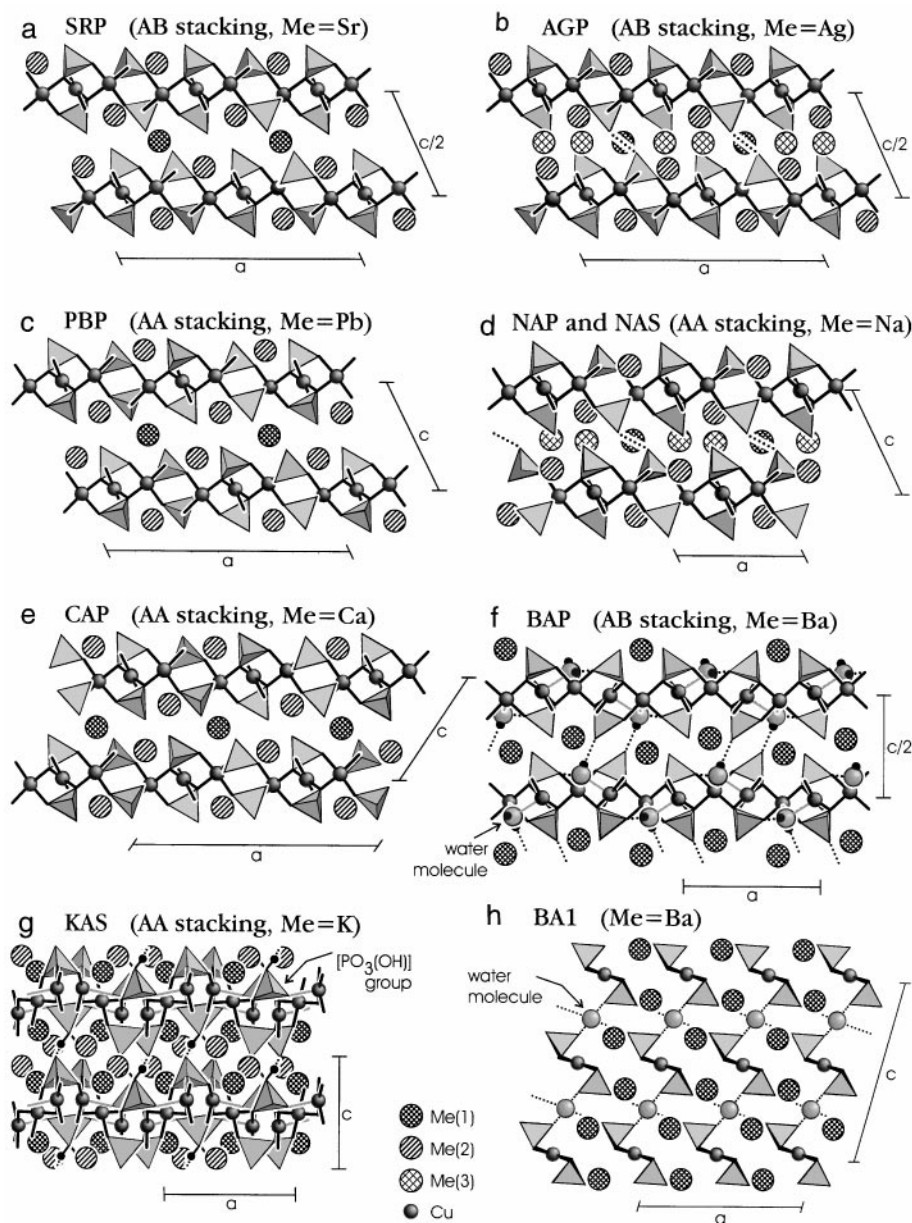 a SRP (AB stacking, Me=Sr)
c/2
a
b AGP (AB stacking, Me=Ag)
c/2
a
c PBP (AA stacking, Me=Pb)
c
a
d NAP and NAS (AA stacking, Me=Na)
c
a
e CAP (AA stacking, Me=Ca)
c
a
f BAP (AB stacking, Me=Ba)
c/2
water
molecule
a
g KAS (AA stacking, Me=K)
[PO3(OH)]
group
c
a
Me(1)
Me(2)
Me(3)
Cu
h BA1 (Me=Ba)
water
molecule
c
a